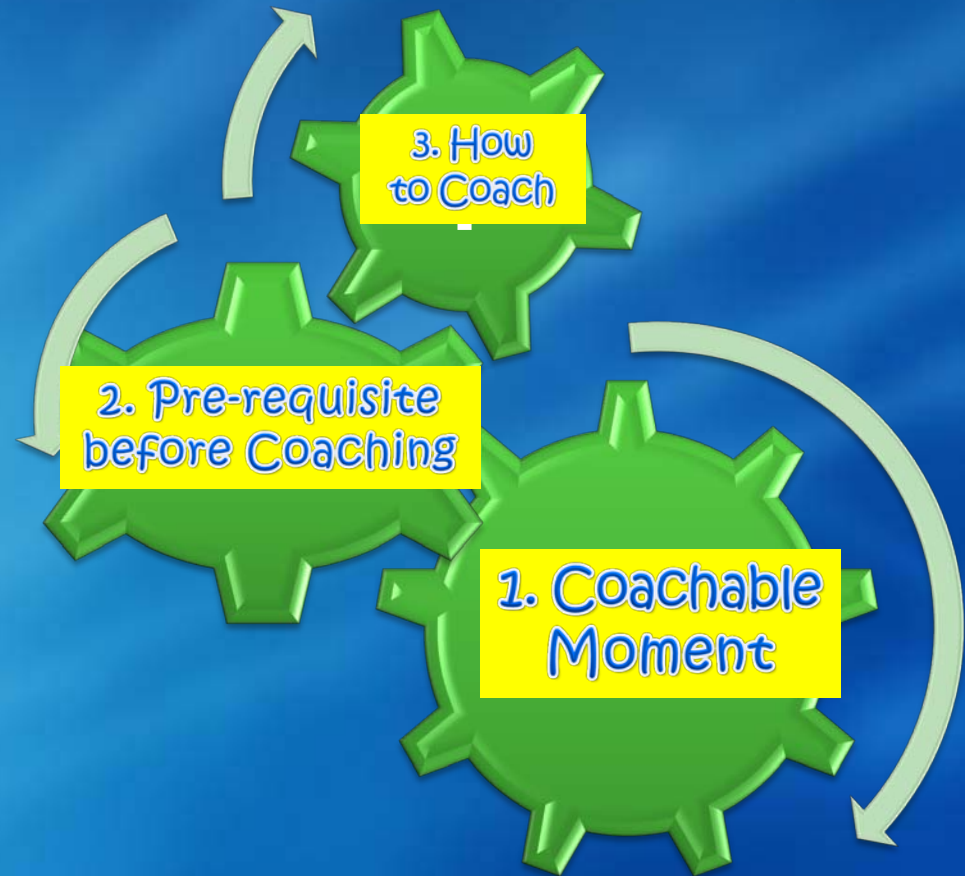 3. How
to Coach
2. Pre-requisite
before Coaching
1. Coachable
Moment